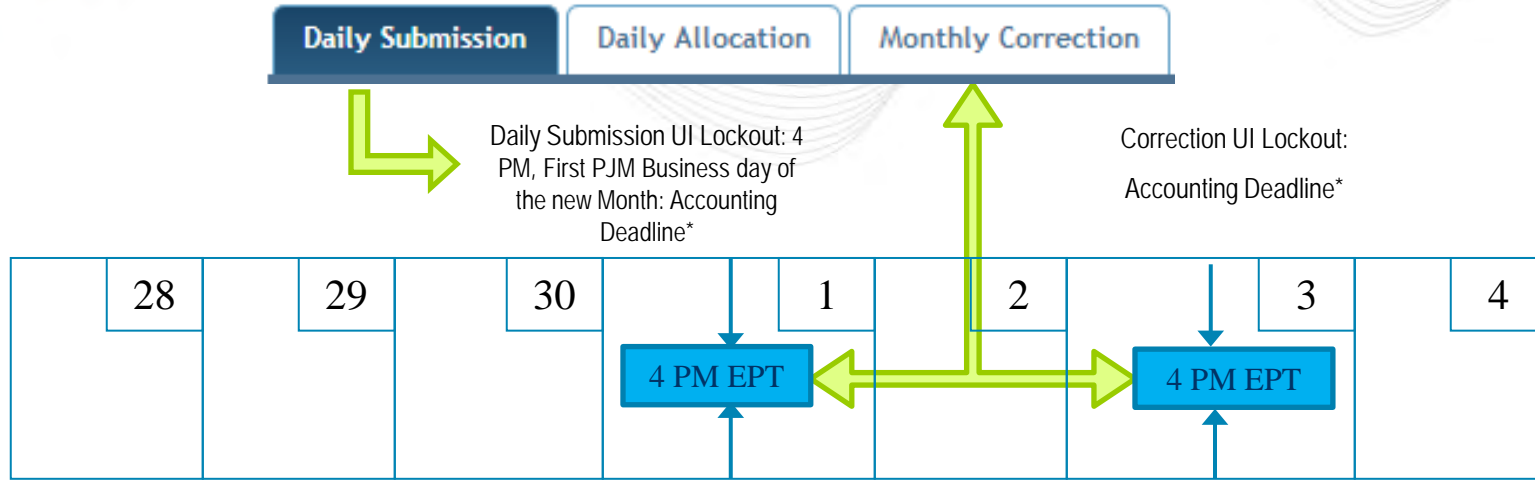 Daily Submission Daily Allocation Monthly Correction
Daily Submission UI Lockout: 4
PM, First PJM Business day of
the new Month: Accounting
Deadline*
Correction UI Lockout:
Accounting Deadline*
28 29 30 1 2 3 4
4 PM EPT 4 PM EPT